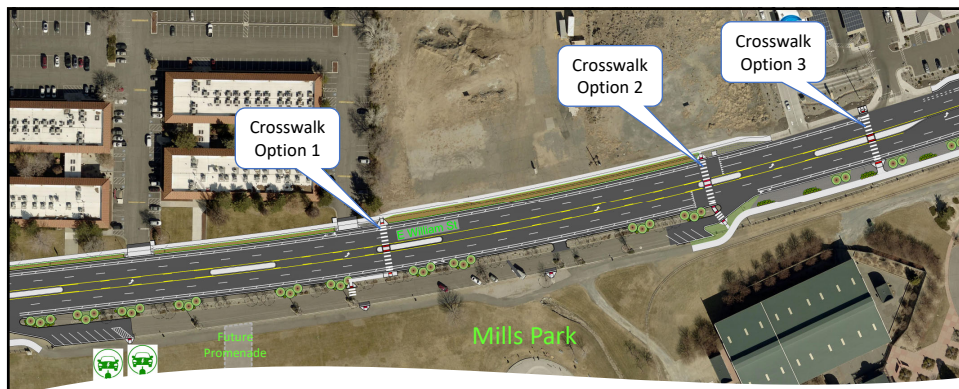 Crosswalk
Option 1
Crosswalk
Option 2
Crosswalk
Option 3
Future
Promenade
Mills Park